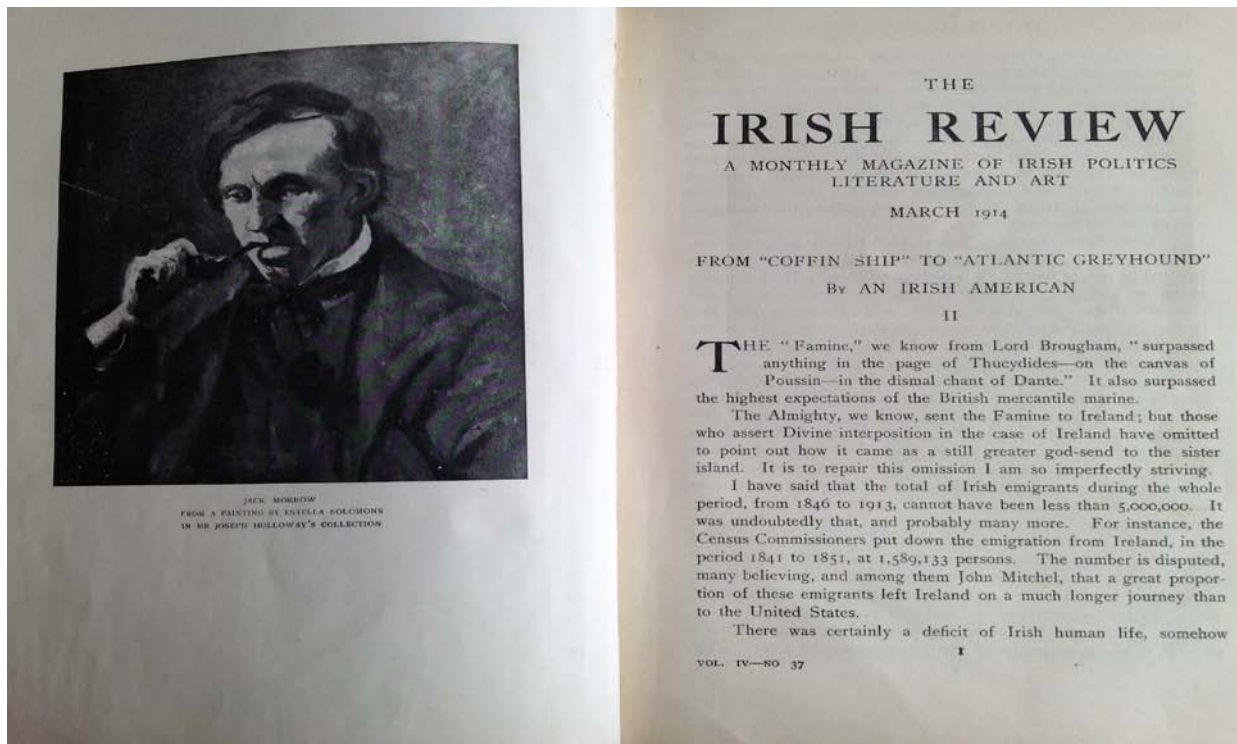 JACK MORROW
FROM A PAINTING BY ESTELLA SOLOMONS
IN MR JOSEPH HOLLOWAY'S COLLECTION
THE
IRISH REVIEW
A MONTHLY MAGAZINE OF IRISH POLITICS
LITERATURE AND ART
MARCH 1914
FROM "COFFIN SHIP" TO "ATLANTIC GREYHOUND"
By AN IRISH AMERICAN
II
THE "Famine," we know from Lord Brougham, "surpassed
anything in the page of Thucydides—on the canvas of
Poussin—in the dismal chant of Dante." It also surpassed
the highest expectations of the British mercantile marine.
The Almighty, we know, sent the Famine to Ireland; but those
who assert Divine interposition in the case of Ireland have omitted
to point out how it came as a still greater god-send to the sister
island. It is to repair this omission I am so imperfectly striving.
I have said that the total of Irish emigrants during the whole
period, from 1846 to 1913, cannot have been less than 5,000,000. It
was undoubtedly that, and probably many more. For instance, the
Census Commissioners put down the emigration from Ireland, in the
period 1841 to 1851, at 1,589,133 persons. The number is disputed,
many believing, and among them John Mitchel, that a great propor-
tion of these emigrants left Ireland on a much longer journey than
to the United States.
There was certainly a deficit of Irish human life, somehow
I
VOL. IV—NO 37